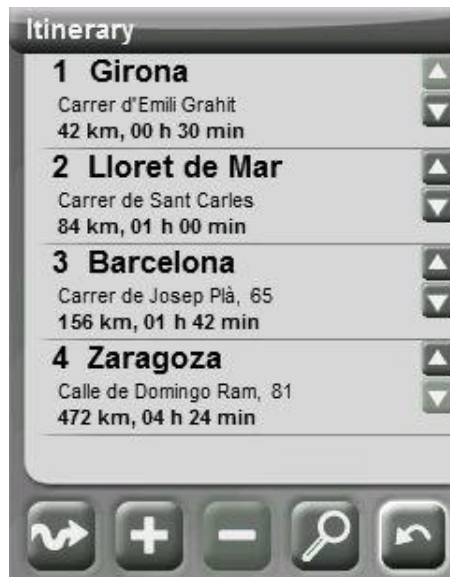 Itinerary
1 Girona
Carrer d'Emili Grahit
42 km, 00 h 30 min
2 Lloret de Mar
Carrer de Sant Carles
84 km, 01 h 00 min
3 Barcelona
Carrer de Josep Plà, 65
156 km, 01 h 42 min
4 Zaragoza
Calle de Domingo Ram, 81
472 km, 04 h 24 min